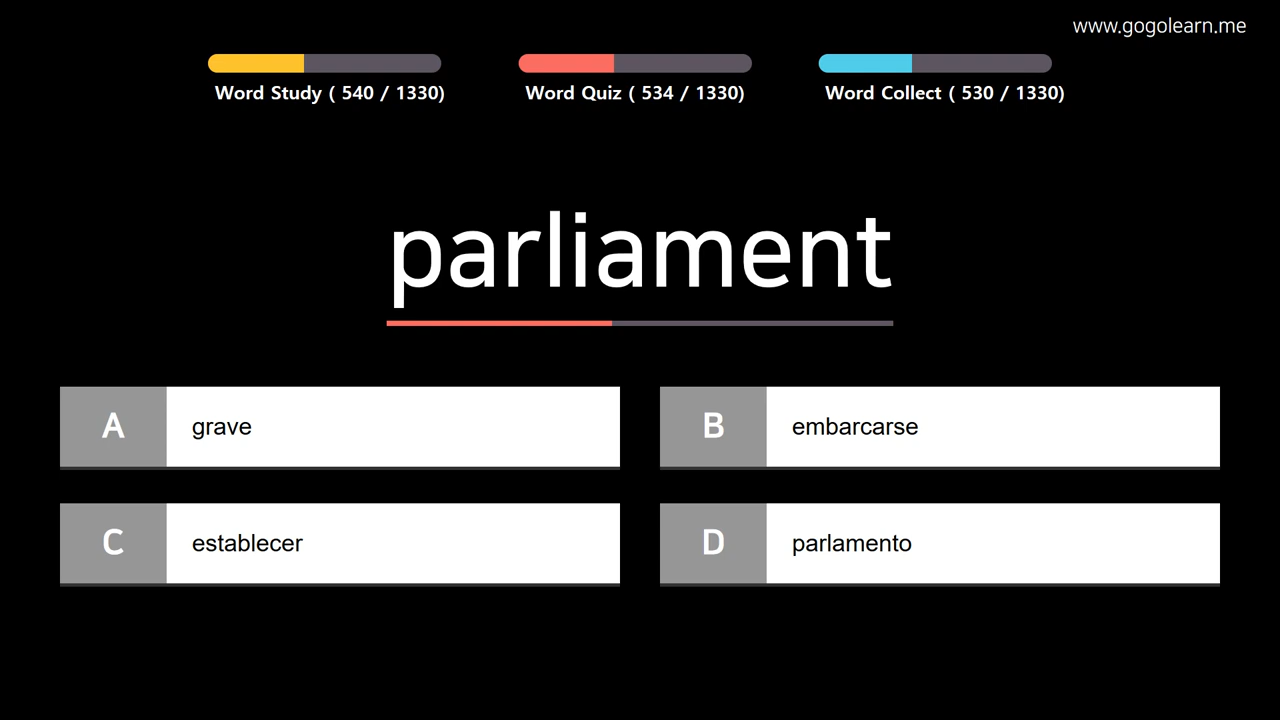 www.gogolearn.me
Word Study ( 540 / 1330)
Word Quiz ( 534 / 1330)
Word Collect ( 530 / 1330)
parliament
A grave
B embarcarse
C establecer
D parlamento